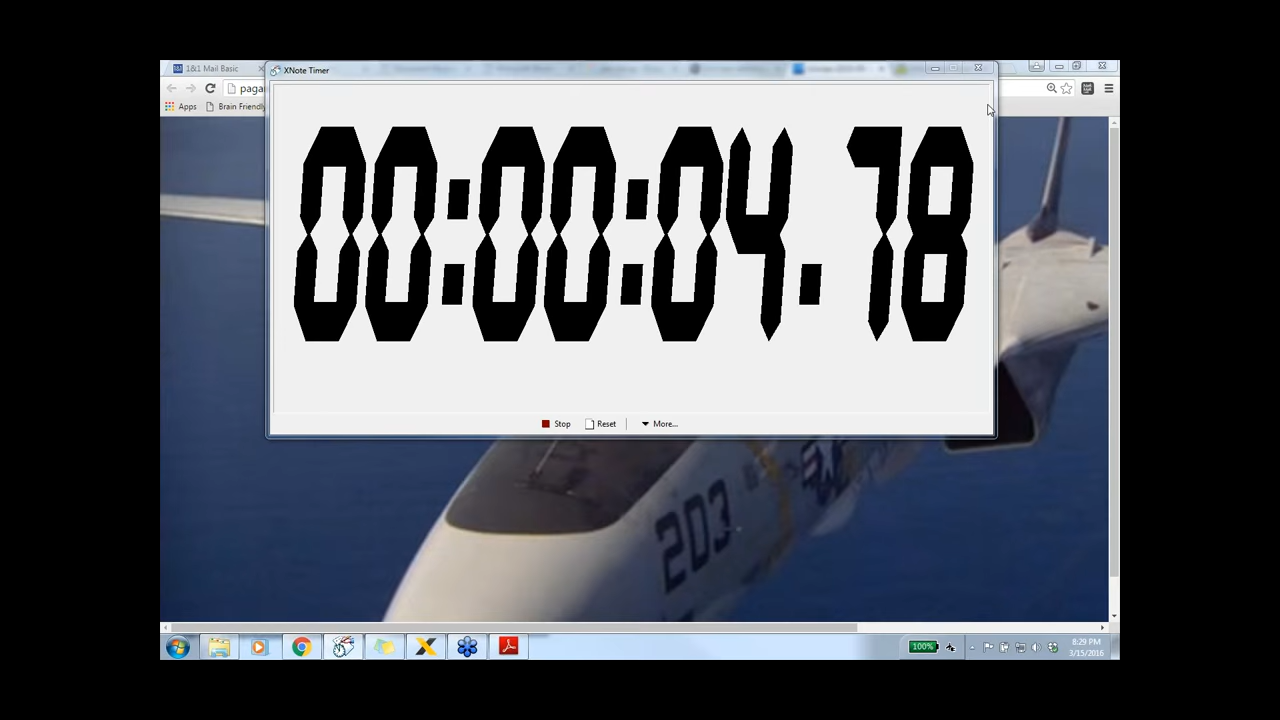 1&1 Mail Basic
XNote Timer
paga
Apps
Brain Friendly
00:00:04.78
Stop
Reset
More...
203
100%
8:29 PM
3/15/2016